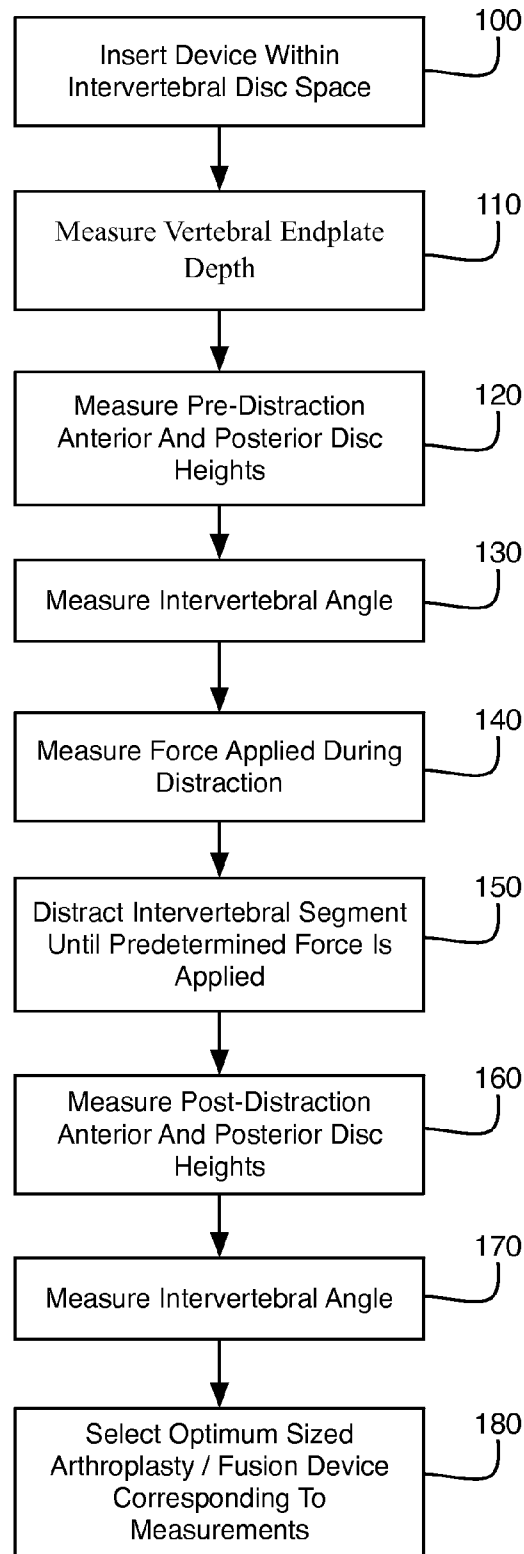 100
Insert Device Within
Intervertebral Disc Space
110
Measure Vertebral Endplate
Depth
120
Measure Pre-Distraction
Anterior And Posterior Disc
Heights
130
Measure Intervertebral Angle
140
Measure Force Applied During
Distraction
150
Distract Intervertebral Segment
Until Predetermined Force Is
Applied
160
Measure Post-Distraction
Anterior And Posterior Disc
Heights
170
Measure Intervertebral Angle
180
Select Optimum Sized
Arthroplasty / Fusion Device
Corresponding To
Measurements